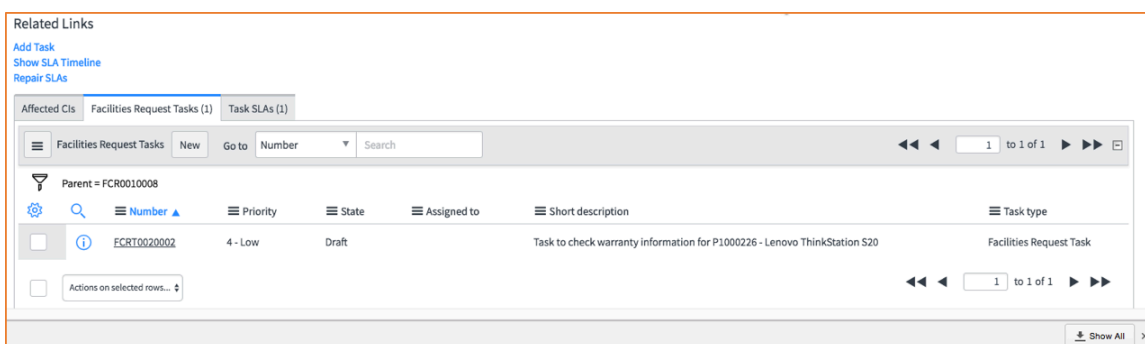 Related Links
Add Task
Show SLA Timeline
Repair SLAs
Affected CIs Facilities Request Tasks (1) Task SLAs (1)
Facilities Request Tasks New Go to Number Search 1 to 1 of 1
Parent = FCR0010008
Number Priority State Assigned to Short description Task type
FCRT0020002 4 - Low Draft Task to check warranty information for P1000226 - Lenovo ThinkStation S20 Facilities Request Task
Actions on selected rows... 1 to 1 of 1
Show All